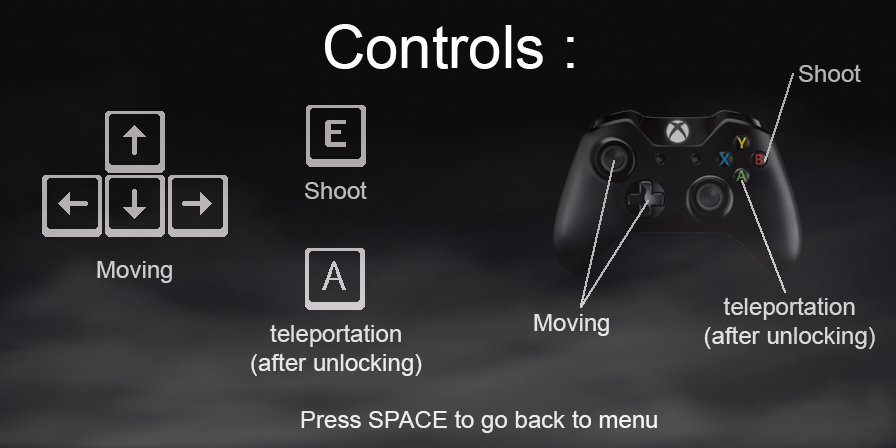 Controls :
Shoot
E
Shoot
Moving
A
teleportation
(after unlocking)
Y
X
B
A
Moving
teleportation
(after unlocking)
Press SPACE to go back to menu